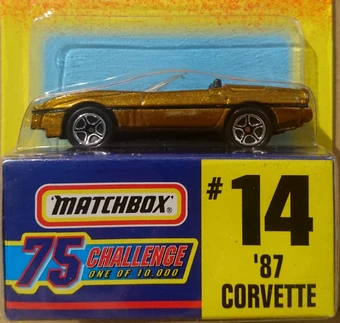 'MATCHBOX'®
75 CHALLENGE
ONE OF 10,000
#14
'87
CORVETTE